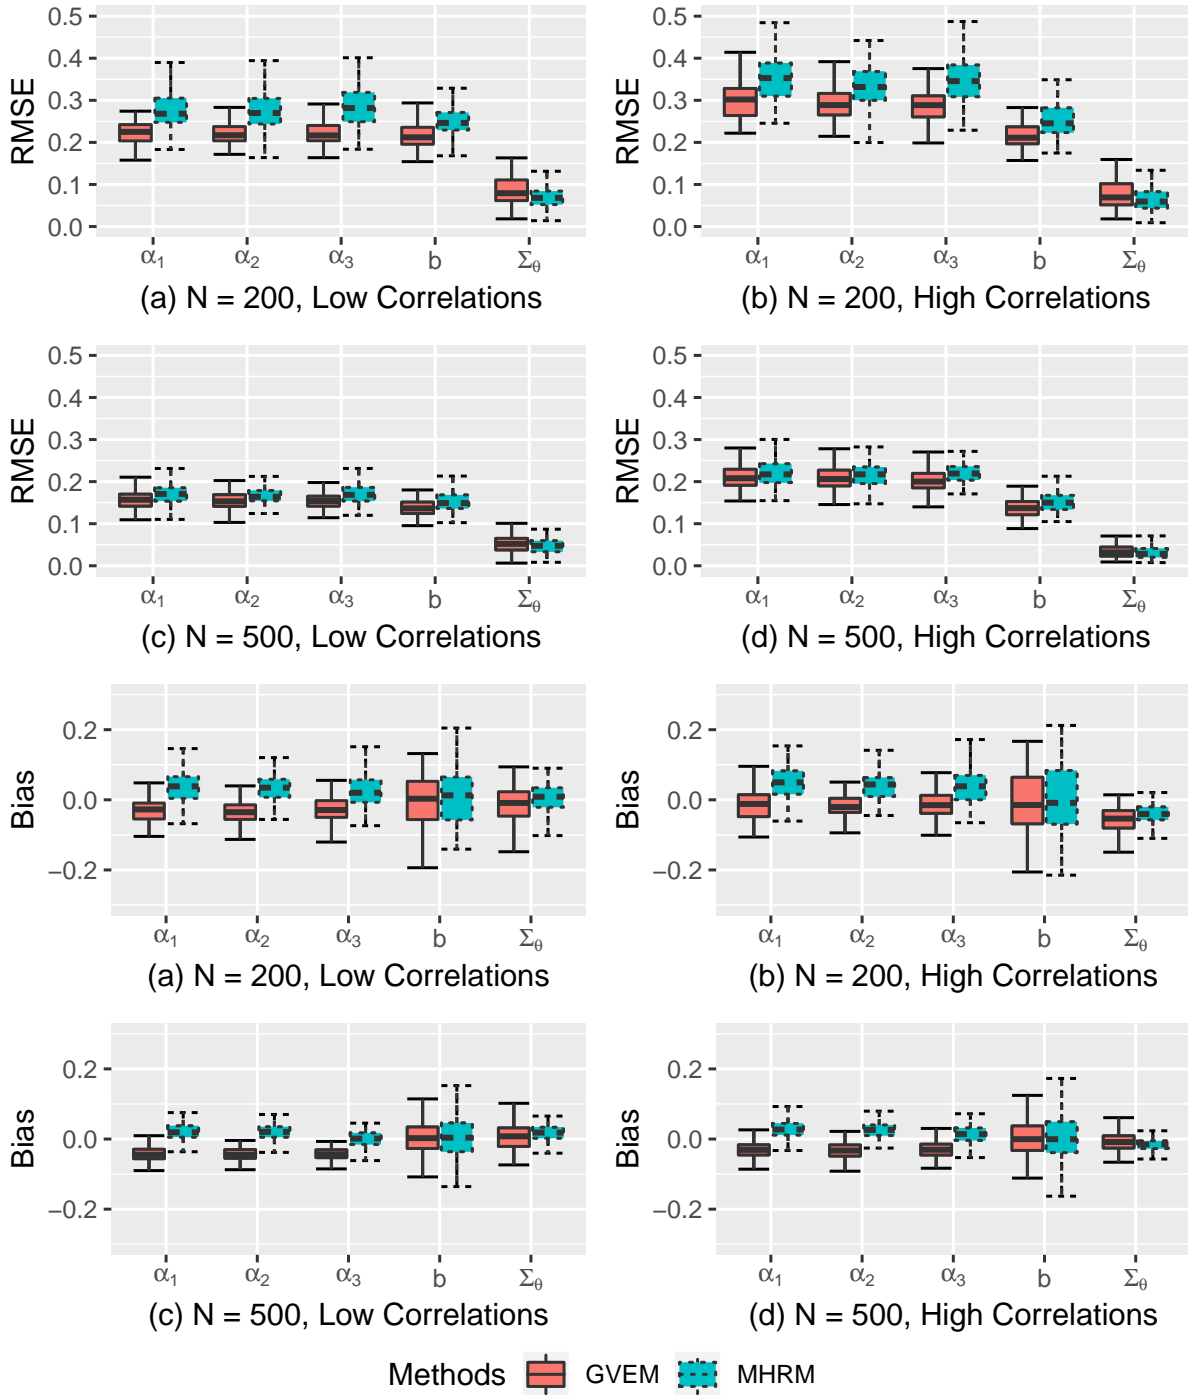 0.5
0.4
0.3
0.2
0.1
0.0
RMSE
α₁ α₂ α₃ b Σθ
(a) N = 200, Low Correlations
0.5
0.4
0.3
0.2
0.1
0.0
RMSE
α₁ α₂ α₃ b Σθ
(b) N = 200, High Correlations
0.5
0.4
0.3
0.2
0.1
0.0
RMSE
α₁ α₂ α₃ b Σθ
(c) N = 500, Low Correlations
0.5
0.4
0.3
0.2
0.1
0.0
RMSE
α₁ α₂ α₃ b Σθ
(d) N = 500, High Correlations
0.2
0.0
−0.2
Bias
α₁ α₂ α₃ b Σθ
(a) N = 200, Low Correlations
0.2
0.0
−0.2
Bias
α₁ α₂ α₃ b Σθ
(b) N = 200, High Correlations
0.2
0.0
−0.2
Bias
α₁ α₂ α₃ b Σθ
(c) N = 500, Low Correlations
0.2
0.0
−0.2
Bias
α₁ α₂ α₃ b Σθ
(d) N = 500, High Correlations
Methods GVEM MHRM